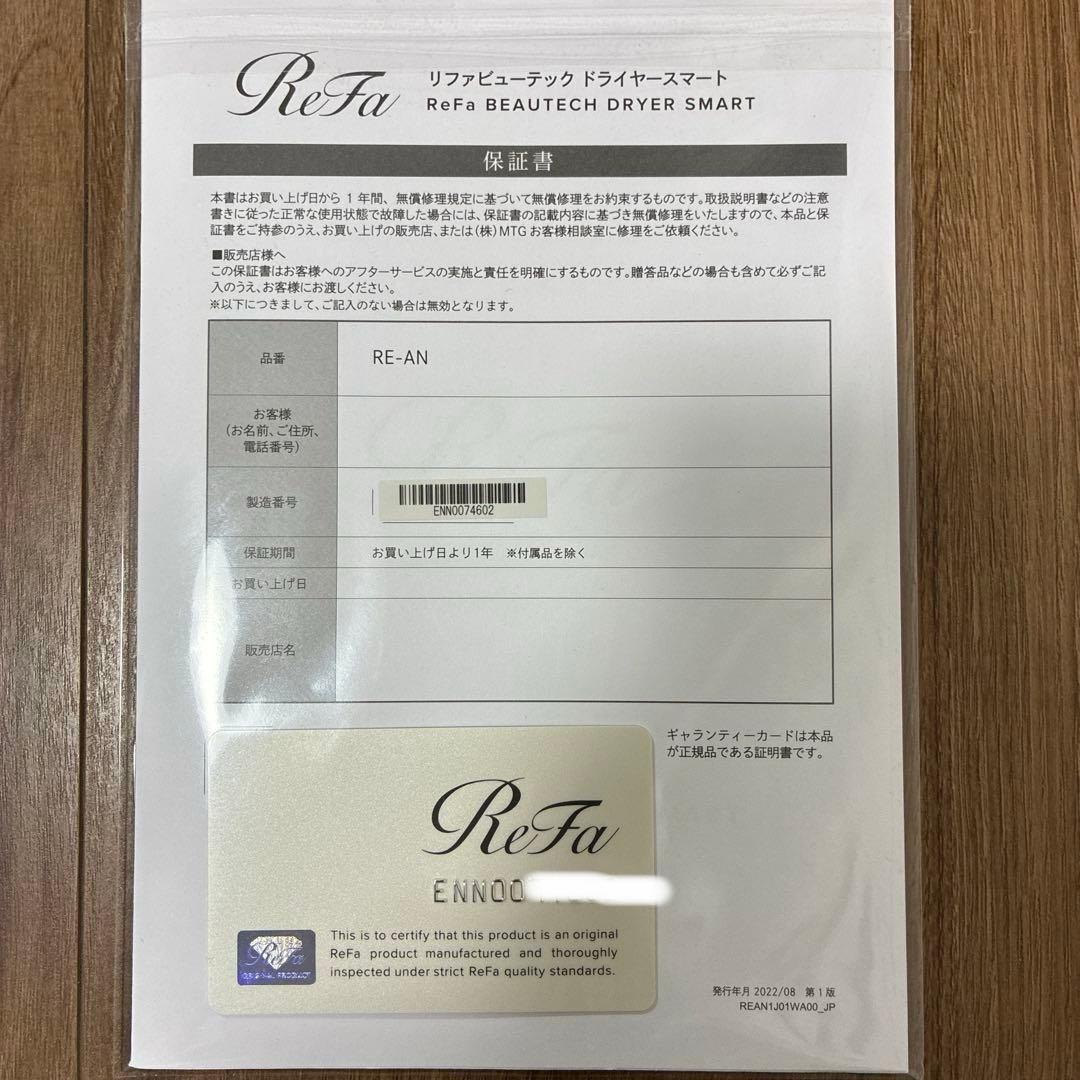 ReFa
リファビューテック ドライヤースマート
ReFa BEAUTECH DRYER SMART
保証書
本書はお買い上げ日から 1 年間、無償修理規定に基づいて無償修理をお約束するものです。取扱説明書などの注意
書きに従った正常な使用状態で故障した場合には、保証書の記載内容に基づき無償修理をいたしますので、本品と保
証書をご持参のうえ、お買い上げの販売店、または(株)MTG お客様相談室に修理をご依頼ください。
■販売店様へ
この保証書はお客様へのアフターサービスの実施と責任を明確にするものです。贈答品などの場合も含めて必ずご記
入のうえ、お客様にお渡しください。
※以下につきまして、ご記入のない場合は無効となります。
品番
RE-AN
お客様
(お名前、ご住所、
電話番号)
製造番号
ENN0074602
保証期間
お買い上げ日より1年 ※付属品を除く
お買い上げ日
販売店名
ギャランティーカードは本品
が正規品である証明書です。
ReFa
ENN00
This is to certify that this product is an original
ReFa product manufactured and thoroughly
inspected under strict ReFa quality standards.
ReFa
ORIGINAL PRODUCT
発行年月 2022/08 第1版
REAN1J01WA00_JP